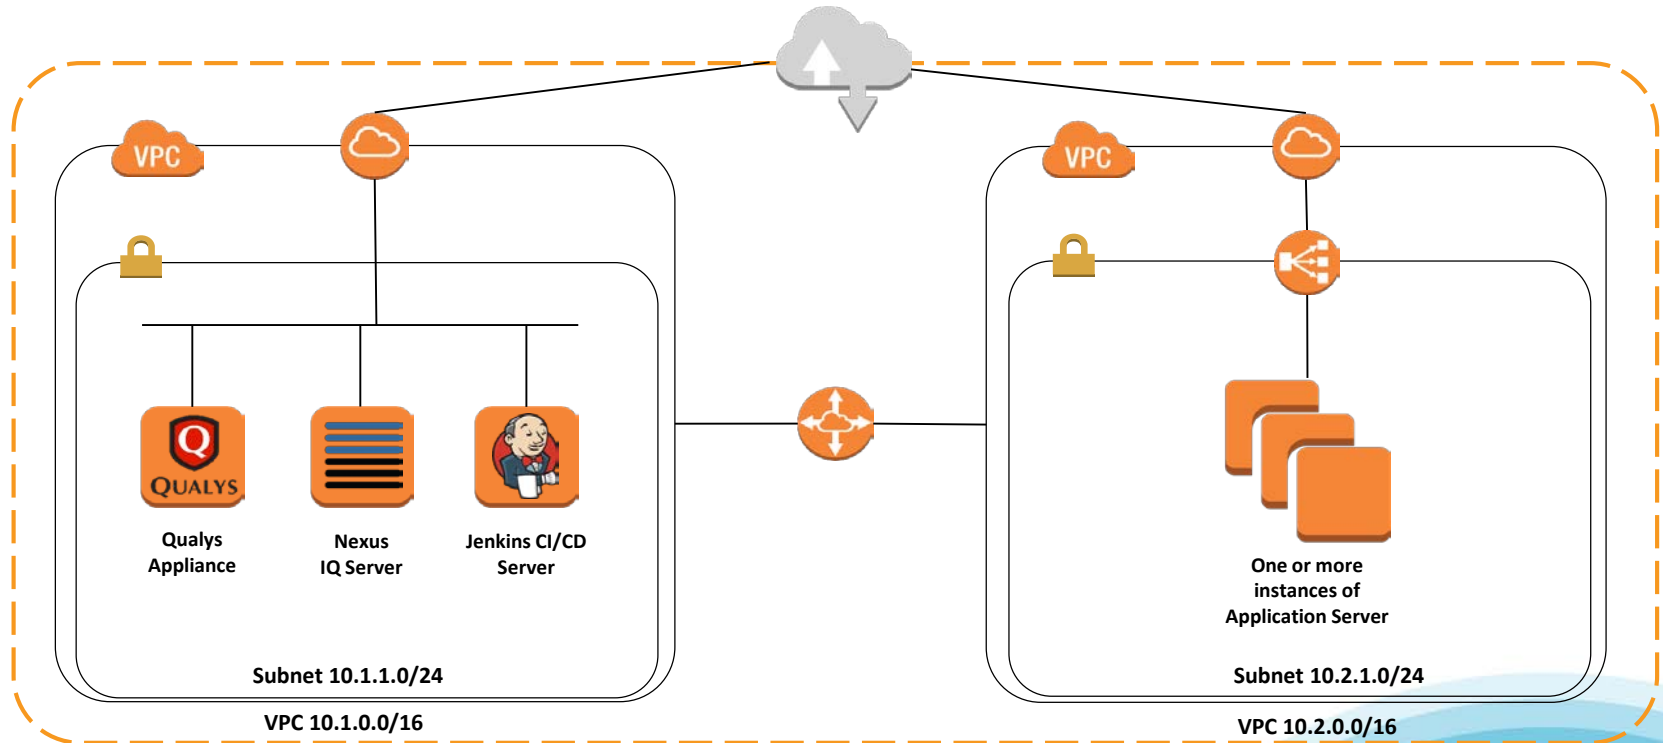 VPC
VPC
Q
QUALYS
Qualys
Appliance
Nexus
IQ Server
Jenkins CI/CD
Server
One or more
instances of
Application Server
Subnet 10.1.1.0/24
Subnet 10.2.1.0/24
VPC 10.1.0.0/16
VPC 10.2.0.0/16